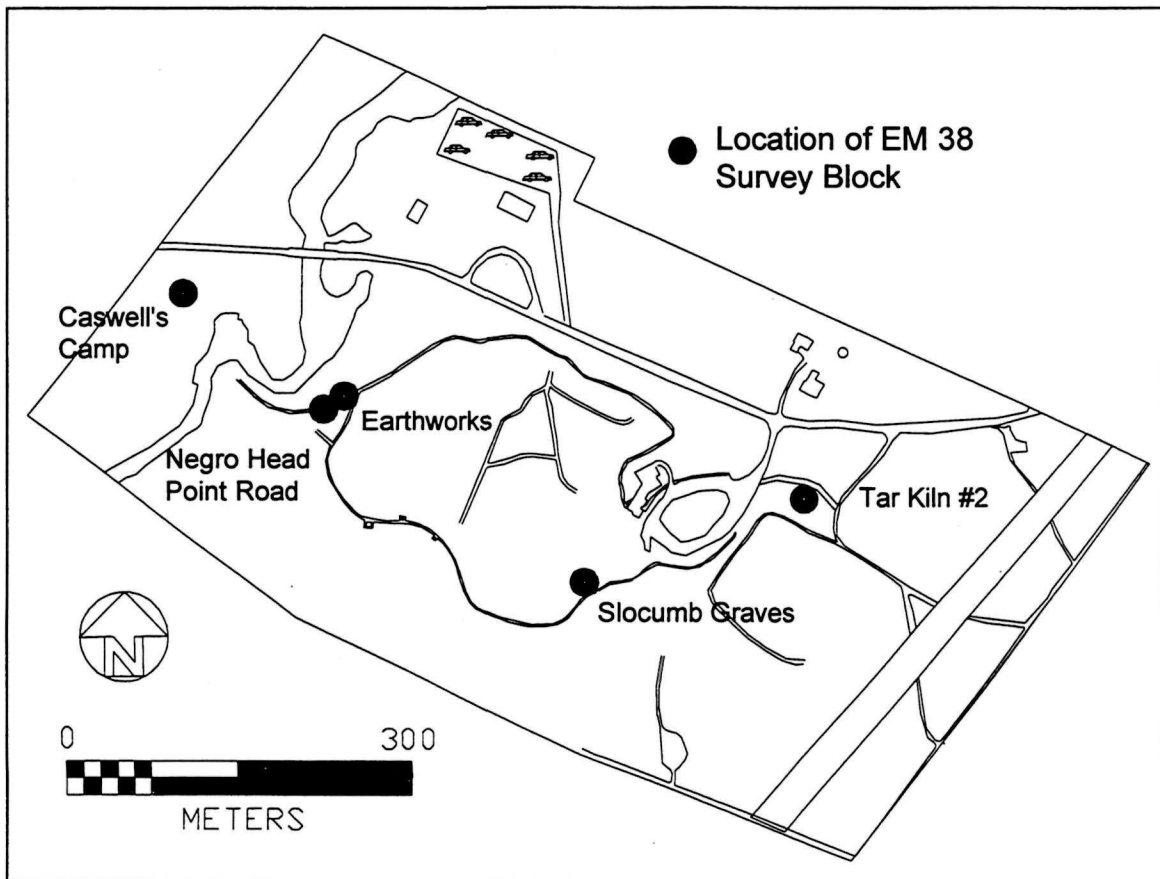 Location of EM 38
Survey Block
Caswell's
Camp
Earthworks
Negro Head
Point Road
Tar Kiln #2
Slocumb Graves
N
0 300
METERS